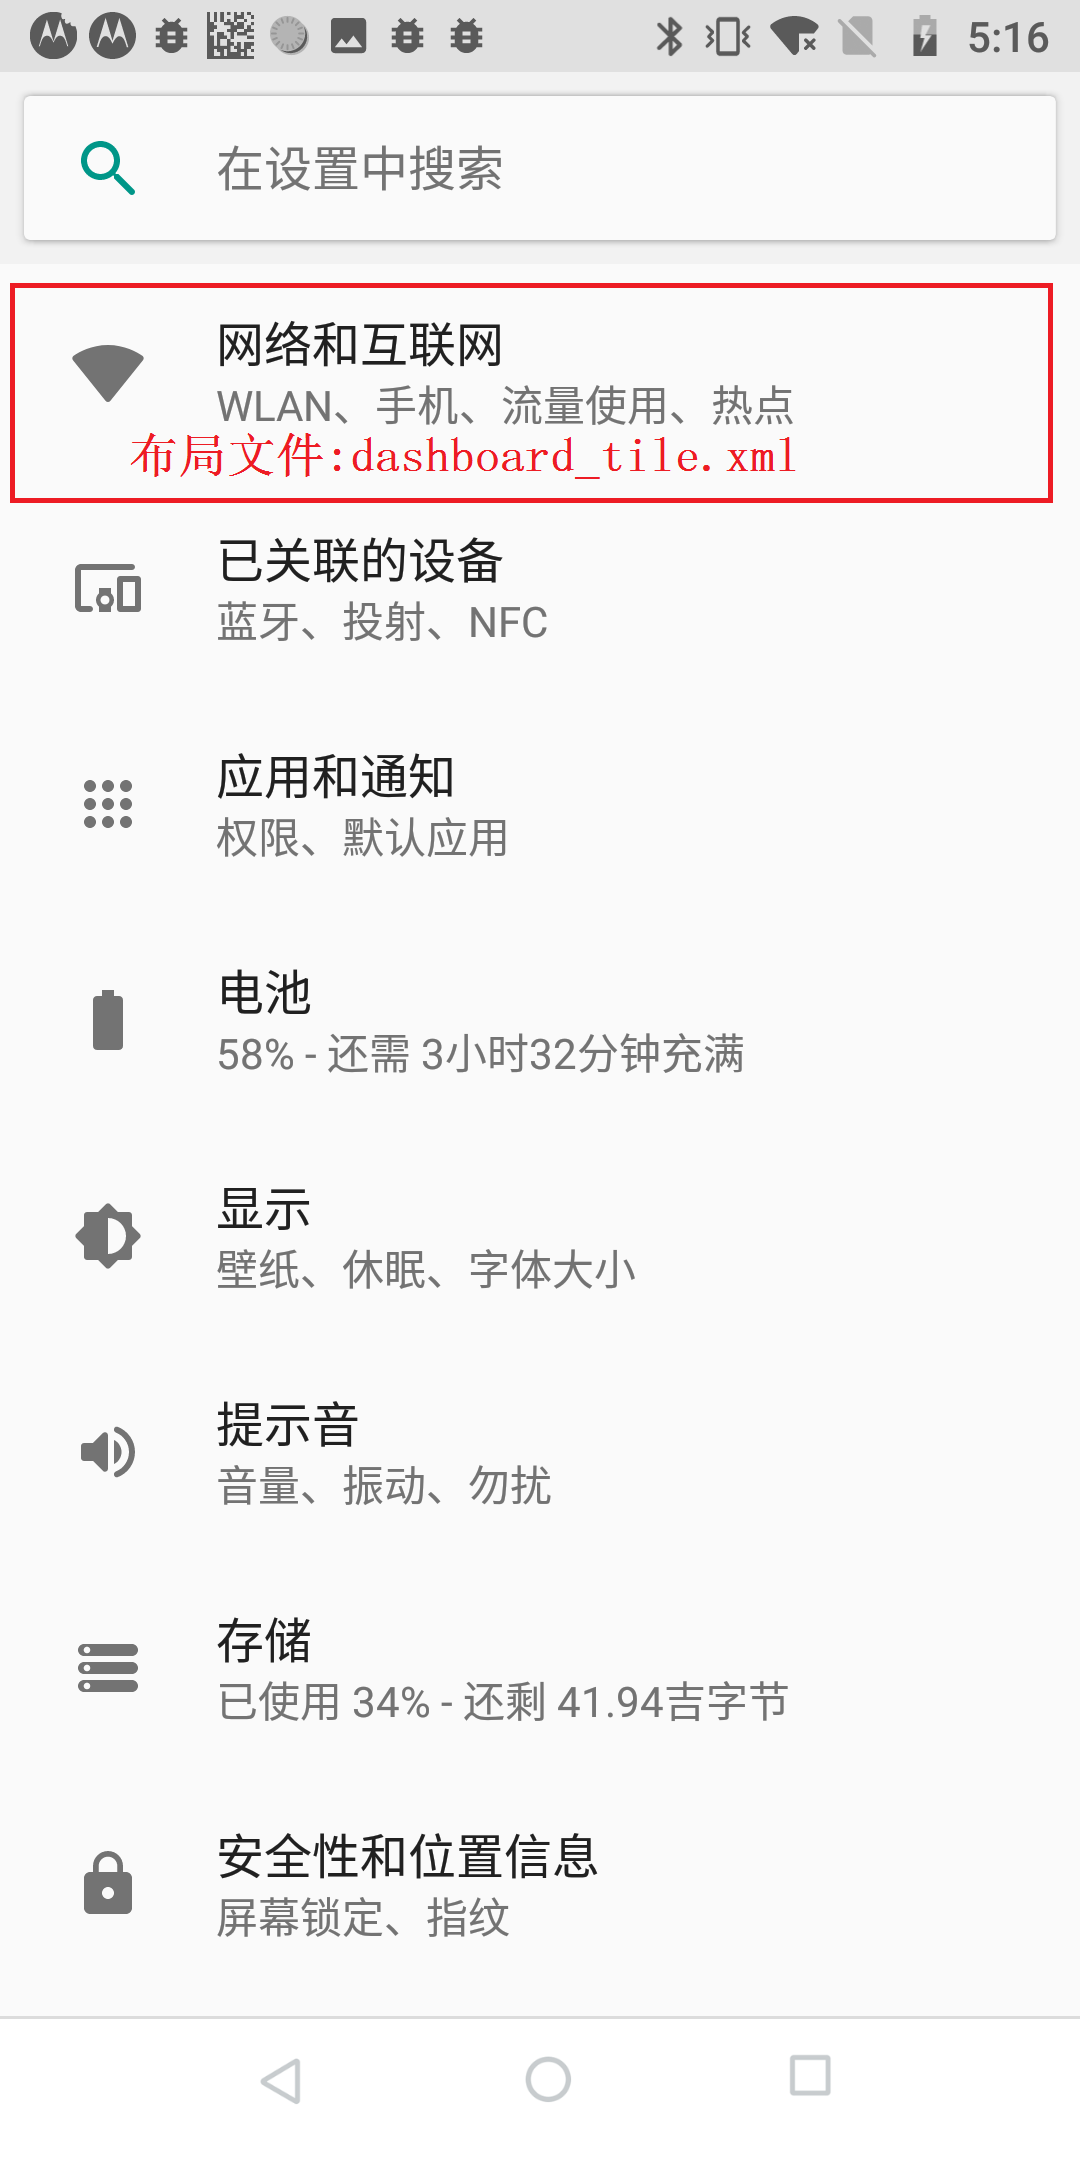 5:16
在设置中搜索
网络和互联网
WLAN、手机、流量使用、热点
布局文件:dashboard_tile.xml
已关联的设备
蓝牙、投射、NFC
应用和通知
权限、默认应用
电池
58% - 还需 3小时32分钟充满
显示
壁纸、休眠、字体大小
提示音
音量、振动、勿扰
存储
已使用 34% - 还剩 41.94吉字节
安全性和位置信息
屏幕锁定、指纹